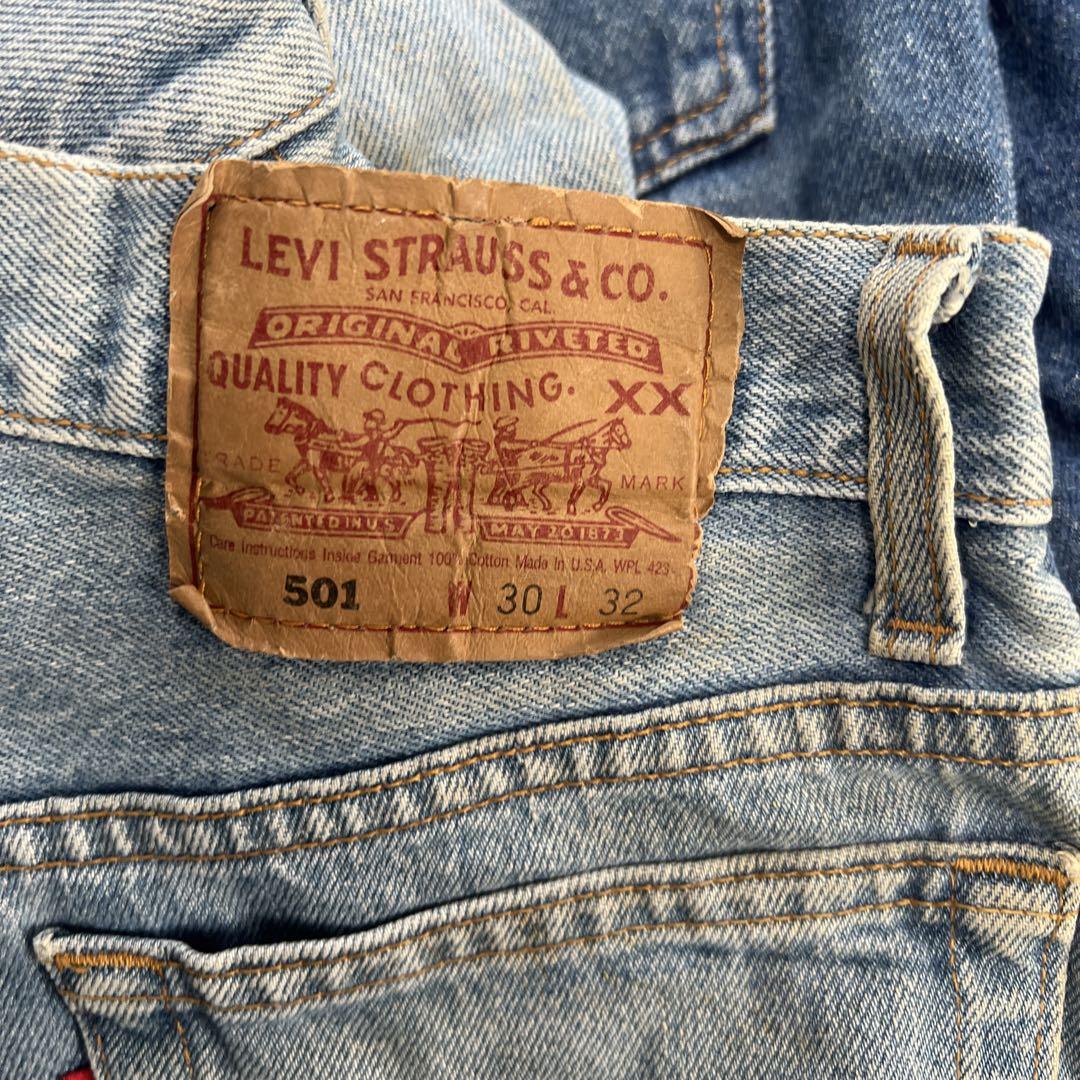 LEVI STRAUSS & CO.
SAN FRANCISCO, CAL.
ORIGINAL RIVETED
QUALITY CLOTHING. XX
TRADE MARK
PATENTED IN U.S. MAY 20 1873
Care Instructions Inside Garment 100% Cotton Made in U.S.A. WPL 423
501 W 30 L 32